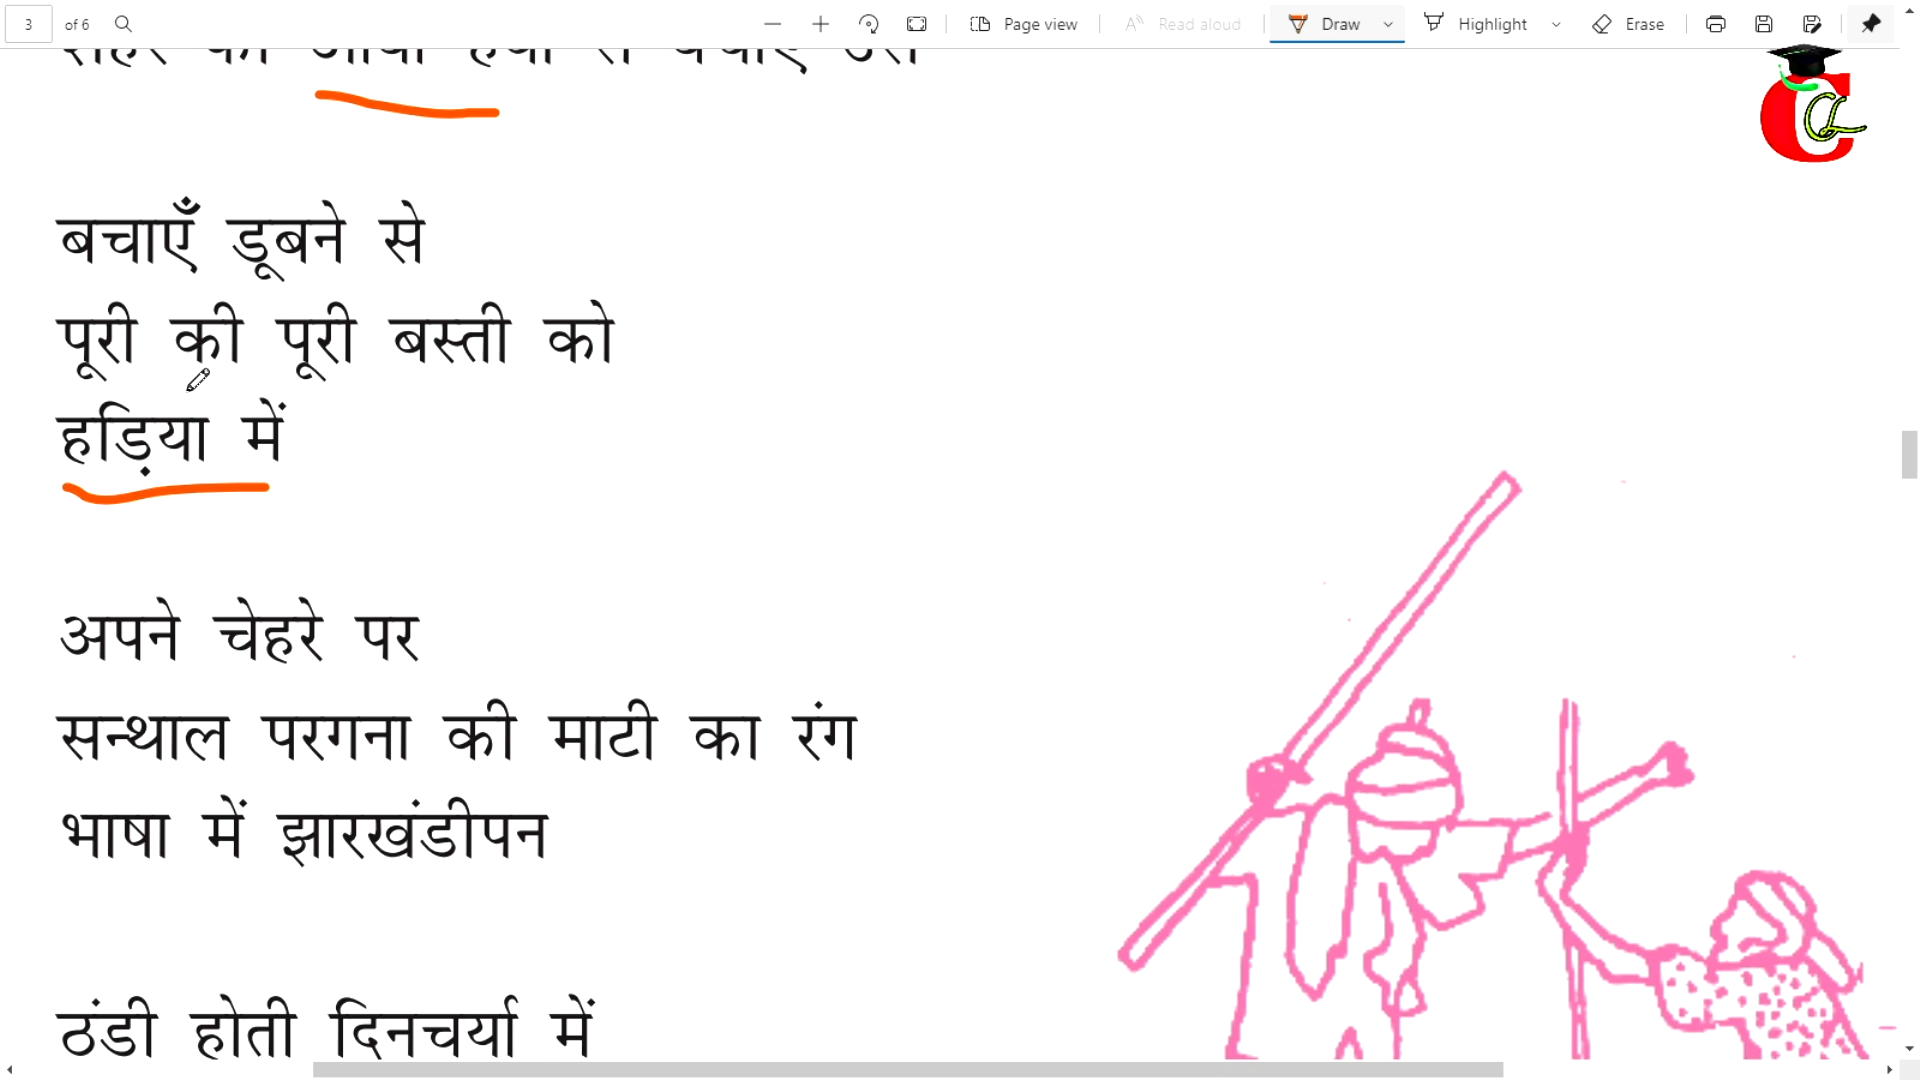 3 of 6 Page view Read aloud Draw Highlight Erase
बचाएँ डूबने से
पूरी की पूरी बस्ती को
हड़िया में
अपने चेहरे पर
सन्थाल परगना की माटी का रंग
भाषा में झारखंडीपन
ठंडी होती दिनचर्या में